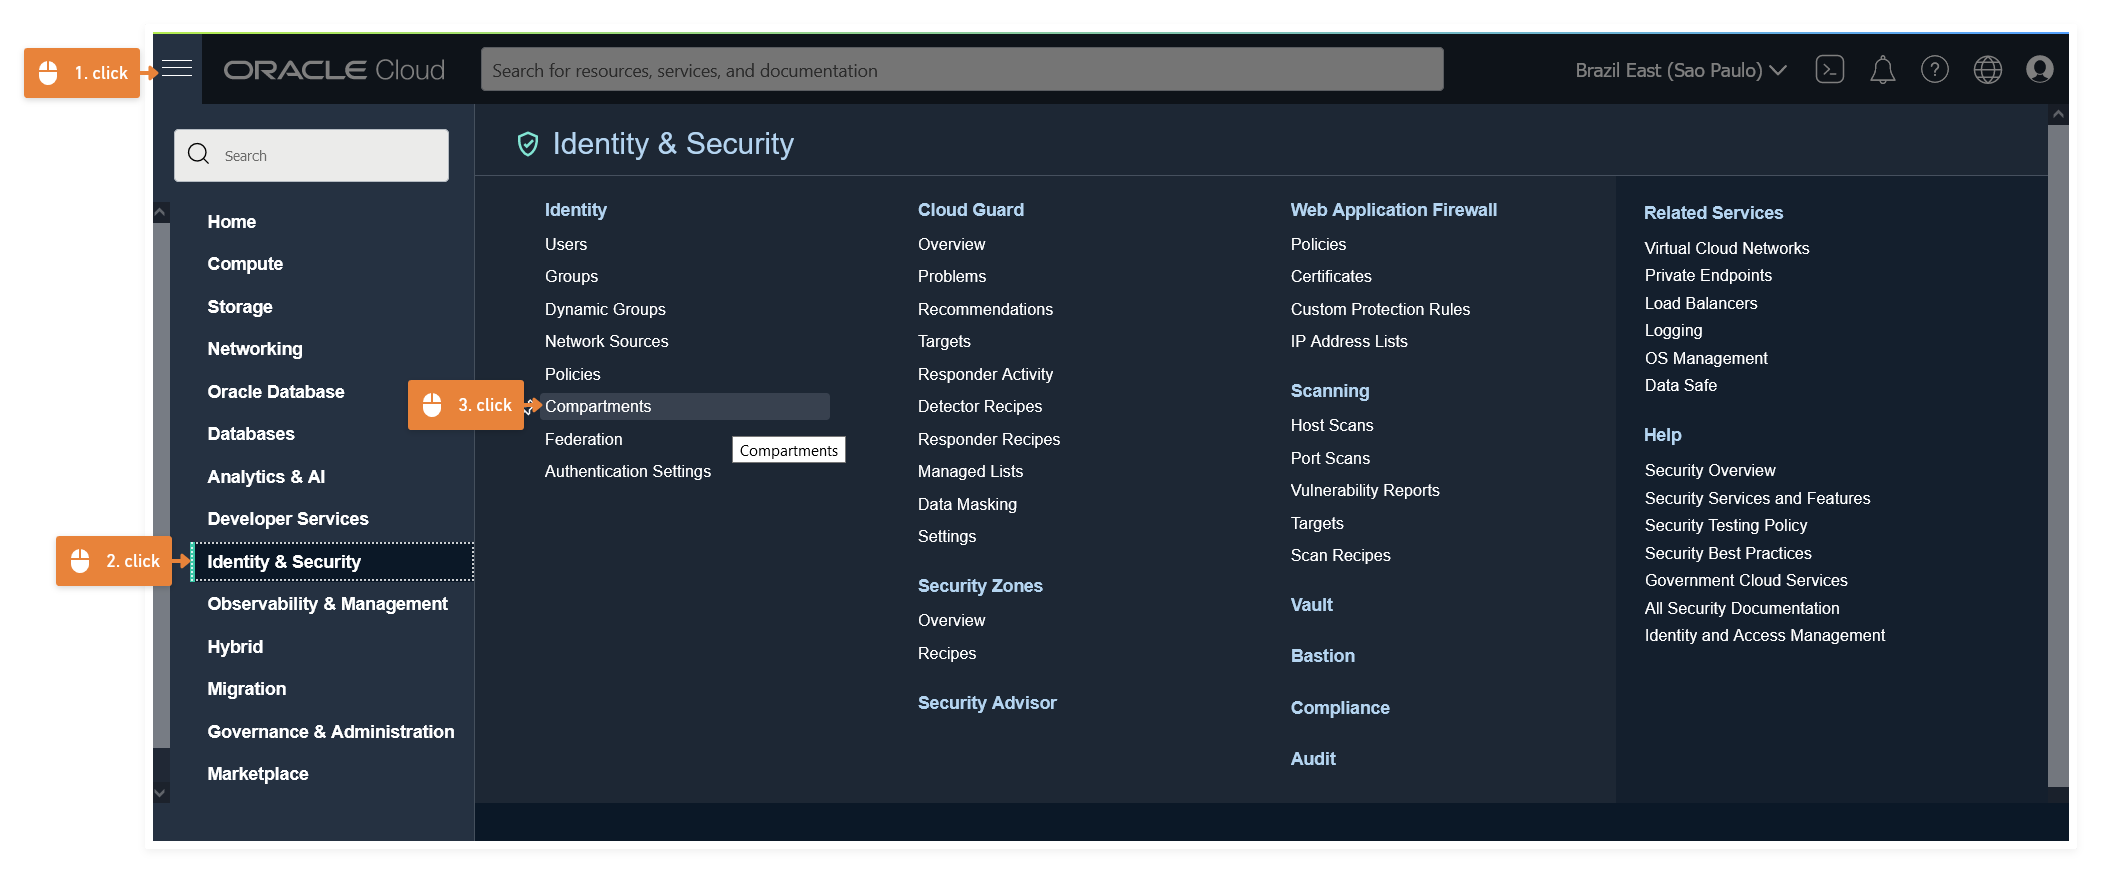 1. click
ORACLE Cloud
Search for resources, services, and documentation
Brazil East (Sao Paulo)
Search
Home
Compute
Storage
Networking
Oracle Database
Databases
Analytics & AI
Developer Services
2. click
Identity & Security
Observability & Management
Hybrid
Migration
Governance & Administration
Marketplace
Identity & Security
Identity
Users
Groups
Dynamic Groups
Network Sources
Policies
3. click
Compartments
Federation
Compartments
Authentication Settings
Cloud Guard
Overview
Problems
Recommendations
Targets
Responder Activity
Detector Recipes
Responder Recipes
Managed Lists
Data Masking
Settings
Security Zones
Overview
Recipes
Security Advisor
Web Application Firewall
Policies
Certificates
Custom Protection Rules
IP Address Lists
Scanning
Host Scans
Port Scans
Vulnerability Reports
Targets
Scan Recipes
Vault
Bastion
Compliance
Audit
Related Services
Virtual Cloud Networks
Private Endpoints
Load Balancers
Logging
OS Management
Data Safe
Help
Security Overview
Security Services and Features
Security Testing Policy
Security Best Practices
Government Cloud Services
All Security Documentation
Identity and Access Management